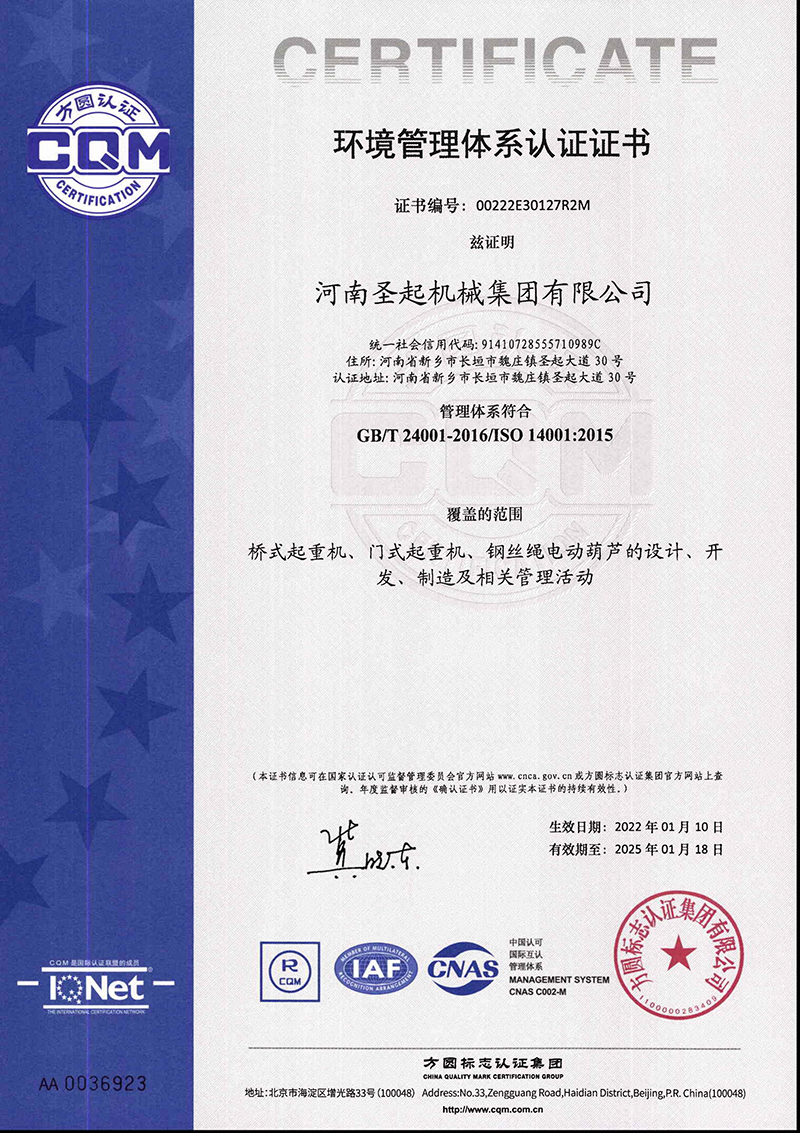 CERTIFICATE
方圆认证
CQM
CERTIFICATION
环境管理体系认证证书
证书编号：00222E30127R2M
兹证明
河南圣起机械集团有限公司
统一社会信用代码：91410728555710989C
住所：河南省新乡市长垣市魏庄镇圣起大道 30 号
认证地址：河南省新乡市长垣市魏庄镇圣起大道 30 号
管理体系符合
GB/T 24001-2016/ISO 14001:2015
覆盖的范围
桥式起重机、门式起重机、钢丝绳电动葫芦的设计、开
发、制造及相关管理活动
（本证书信息可在国家认证认可监督管理委员会官方网站 www.cnca.gov.cn 或方圆标志认证集团官方网站上查
询、年度监督审核的《确认证书》用以证实本证书的持续有效性。）
生效日期：2022 年 01 月 10 日
有效期至：2025 年 01 月 18 日
CQM 是国际认证联盟的成员
IQNet
THE INTERNATIONAL CERTIFICATION NETWORK
AA 0036923
R
CQM
MEMBER OF MULTILATERAL
IAF
RECOGNITION ARRANGEMENT
CNAS
中国认可
国际互认
管理体系
MANAGEMENT SYSTEM
CNAS C002-M
方圆标志认证集团有限公司
1100000283409
方圆标志认证集团
CHINA QUALITY MARK CERTIFICATION GROUP
地址：北京市海淀区增光路33号（100048） Address:No.33,Zengguang Road,Haidian District,Beijing,P.R. China(100048)
http://www.cqm.com.cn